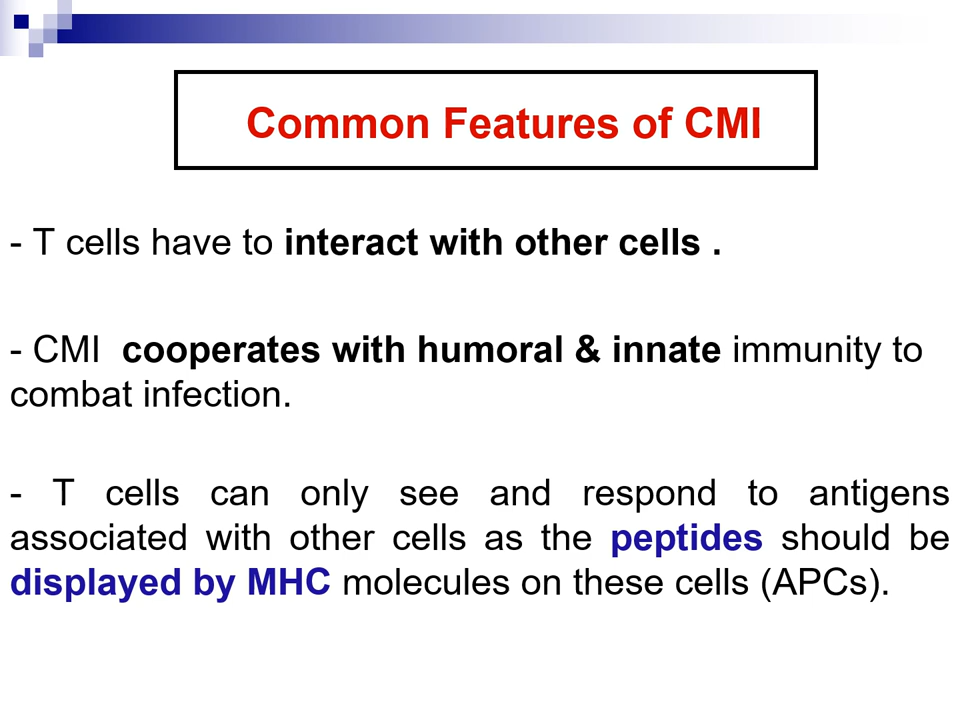 Common Features of CMI
- T cells have to interact with other cells .
- CMI  cooperates with humoral & innate immunity to
combat infection.
- T cells can only see and respond to antigens
associated with other cells as the peptides should be
displayed by MHC molecules on these cells (APCs).